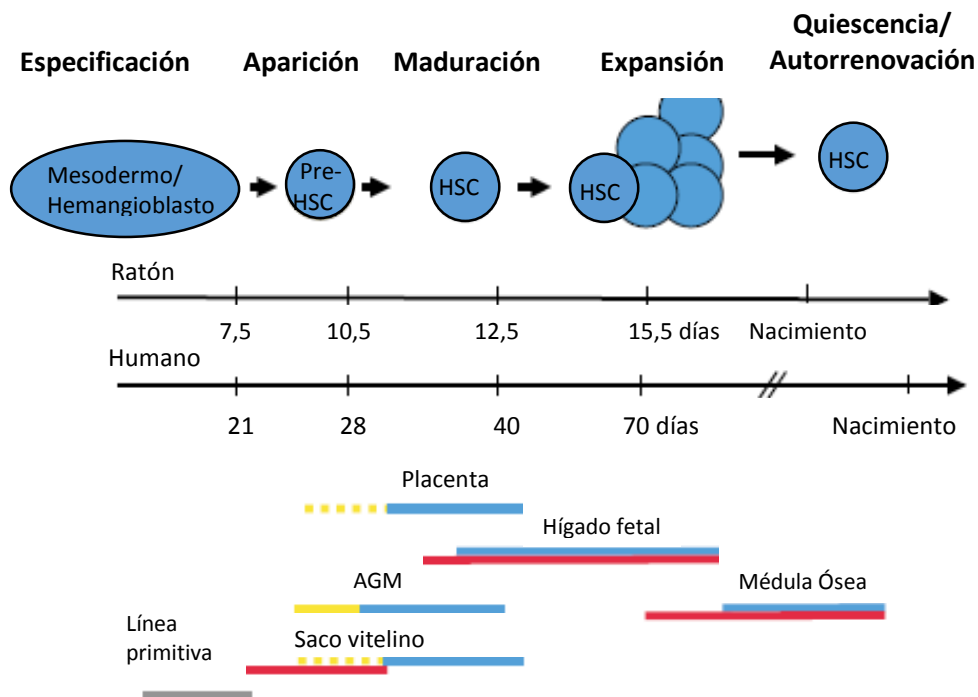 Especificación
Aparición
Maduración
Expansión
Quiescencia/
Autorrenovación
Mesodermo/
Hemangioblasto
Pre-
HSC
HSC
HSC
HSC
Ratón
7,5
10,5
12,5
15,5 días
Nacimiento
Humano
21
28
40
70 días
Nacimiento
Placenta
Hígado fetal
AGM
Médula Ósea
Saco vitelino
Línea
primitiva